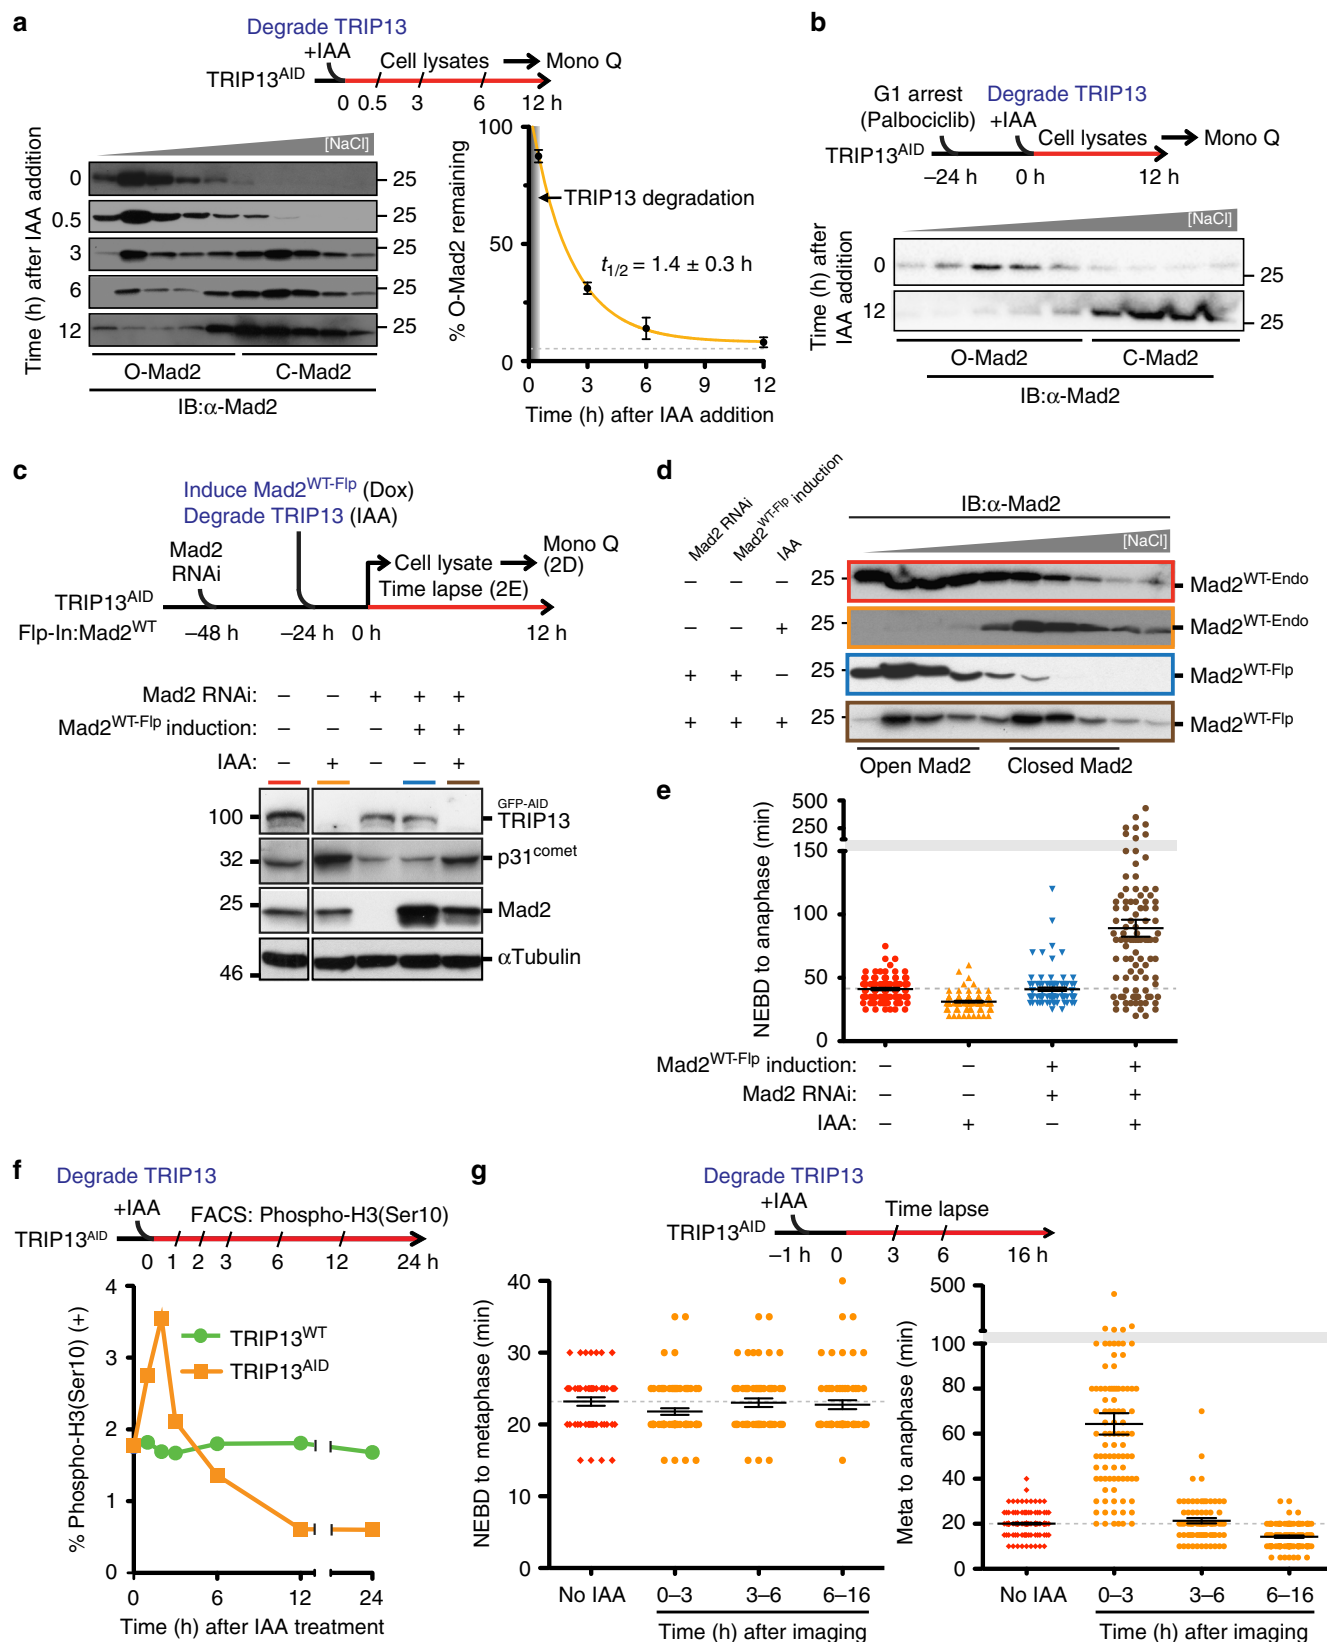 a
Degrade TRIP13
+IAA
Cell lysates
Mono Q
TRIP13AID
0 0.5 3 6 12 h
[NaCl]
Time (h) after IAA addition
0
25
0.5
25
3
25
6
25
12
25
O-Mad2 C-Mad2
IB:α-Mad2
% O-Mad2 remaining
100
50
0
TRIP13 degradation
t1/2 = 1.4 ± 0.3 h
0 3 6 9 12
Time (h) after IAA addition
b
G1 arrest
(Palbociclib)
Degrade TRIP13
+IAA
Cell lysates
Mono Q
TRIP13AID
–24 h 0 h 12 h
[NaCl]
Time (h) after
IAA addition
0
25
12
25
O-Mad2 C-Mad2
IB:α-Mad2
c
Induce Mad2WT-Flp (Dox)
Degrade TRIP13 (IAA)
Mad2
RNAi
Cell lysate
Mono Q
(2D)
Time lapse (2E)
TRIP13AID
Flp-In:Mad2WT
–48 h –24 h 0 h 12 h
Mad2 RNAi: – – + + +
Mad2WT-Flp induction: – – – + +
IAA: – + – – +
100
GFP-AID
TRIP13
32
p31comet
25
Mad2
αTubulin
46
d
Mad2 RNAi
Mad2WT-Flp induction
IAA
IB:α-Mad2
[NaCl]
– – – 25 Mad2WT-Endo
– – + 25 Mad2WT-Endo
+ + – 25 Mad2WT-Flp
+ + + 25 Mad2WT-Flp
Open Mad2 Closed Mad2
e
NEBD to anaphase (min)
500
250
150
100
50
0
Mad2WT-Flp induction: – – + +
Mad2 RNAi: – – + +
IAA: – + – +
f
Degrade TRIP13
+IAA
FACS: Phospho-H3(Ser10)
TRIP13AID
0 1 2 3 6 12 24 h
% Phospho-H3(Ser10) (+)
4
3
2
1
0
TRIP13WT
TRIP13AID
0 6 12 24
Time (h) after IAA treatment
g
Degrade TRIP13
+IAA
Time lapse
TRIP13AID
–1 h 0 3 6 16 h
NEBD to metaphase (min)
40
30
20
10
0
No IAA 0–3 3–6 6–16
Time (h) after imaging
Meta to anaphase (min)
500
100
80
60
40
20
0
No IAA 0–3 3–6 6–16
Time (h) after imaging